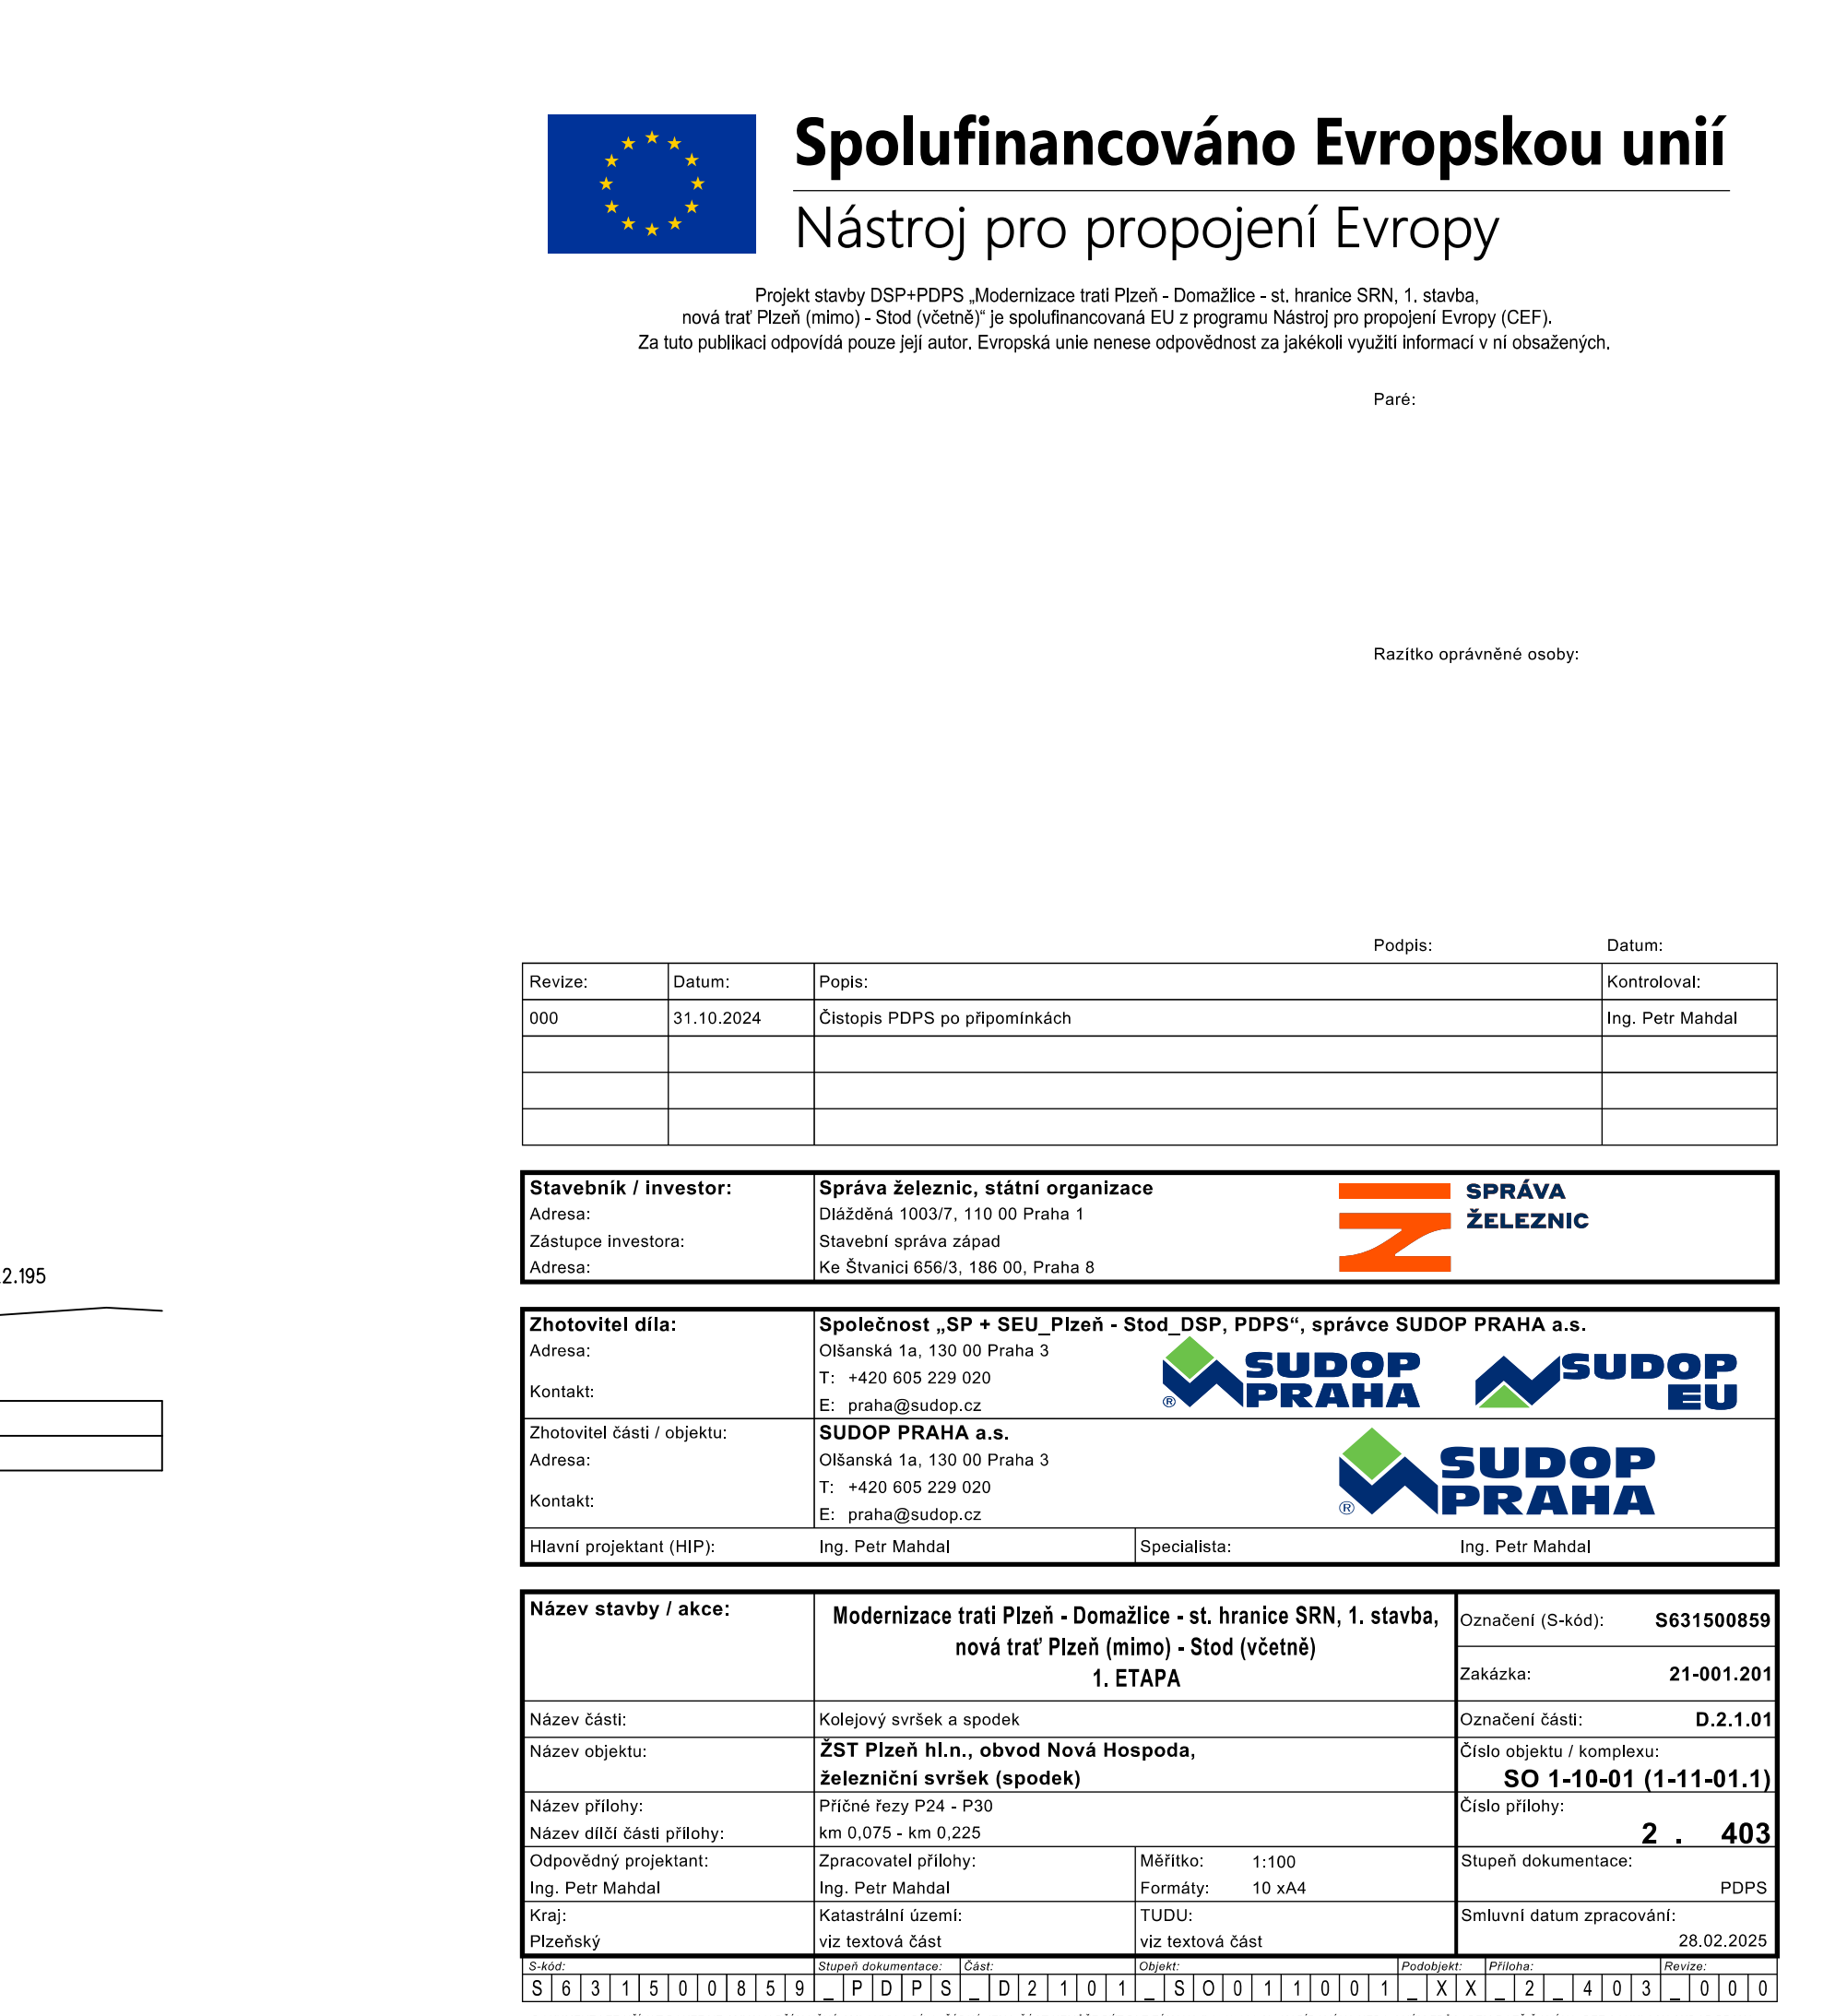 Spolufinancováno Evropskou unií
Nástroj pro propojení Evropy
Projekt stavby DSP+PDPS „Modernizace trati Plzeň - Domažlice - st. hranice SRN, 1. stavba,
nová trať Plzeň (mimo) - Stod (včetně)“ je spolufinancovaná EU z programu Nástroj pro propojení Evropy (CEF).
Za tuto publikaci odpovídá pouze její autor. Evropská unie nenese odpovědnost za jakékoli využití informací v ní obsažených.
Paré:
Razítko oprávněné osoby:
Podpis: Datum:
Revize: Datum: Popis: Kontroloval:
000 31.10.2024 Čistopis PDPS po připomínkách Ing. Petr Mahdal
Stavebník / investor: Správa železnic, státní organizace
Adresa: Dlážděná 1003/7, 110 00 Praha 1
Zástupce investora: Stavební správa západ
Adresa: Ke Štvanici 656/3, 186 00, Praha 8
SPRÁVA
ŽELEZNIC
2.195
Zhotovitel díla: Společnost „SP + SEU_Plzeň - Stod_DSP, PDPS“, správce SUDOP PRAHA a.s.
Adresa: Olšanská 1a, 130 00 Praha 3
Kontakt: T: +420 605 229 020
E: praha@sudop.cz
SUDOP
PRAHA
®
SUDOP
EU
Zhotovitel části / objektu: SUDOP PRAHA a.s.
Adresa: Olšanská 1a, 130 00 Praha 3
Kontakt: T: +420 605 229 020
E: praha@sudop.cz
SUDOP
PRAHA
®
Hlavní projektant (HIP): Ing. Petr Mahdal Specialista: Ing. Petr Mahdal
Název stavby / akce: Modernizace trati Plzeň - Domažlice - st. hranice SRN, 1. stavba,
nová trať Plzeň (mimo) - Stod (včetně)
1. ETAPA
Označení (S-kód): S631500859
Zakázka: 21-001.201
Název části: Kolejový svršek a spodek Označení části: D.2.1.01
Název objektu: ŽST Plzeň hl.n., obvod Nová Hospoda, Číslo objektu / komplexu:
železniční svršek (spodek) SO 1-10-01 (1-11-01.1)
Název přílohy: Příčné řezy P24 - P30 Číslo přílohy:
Název dílčí části přílohy: km 0,075 - km 0,225 2 . 403
Odpovědný projektant: Zpracovatel přílohy: Měřítko: 1:100 Stupeň dokumentace:
Ing. Petr Mahdal Ing. Petr Mahdal Formáty: 10 xA4 PDPS
Kraj: Katastrální území: TUDU: Smluvní datum zpracování:
Plzeňský viz textová část viz textová část 28.02.2025
S-kód: Stupeň dokumentace: Část: Objekt: Podobjekt: Příloha: Revize:
S 6 3 1 5 0 0 8 5 9 _ P D P S _ D 2 1 0 1 _ S O 0 1 1 0 0 1 _ X X _ 2 _ 4 0 3 _ 0 0 0